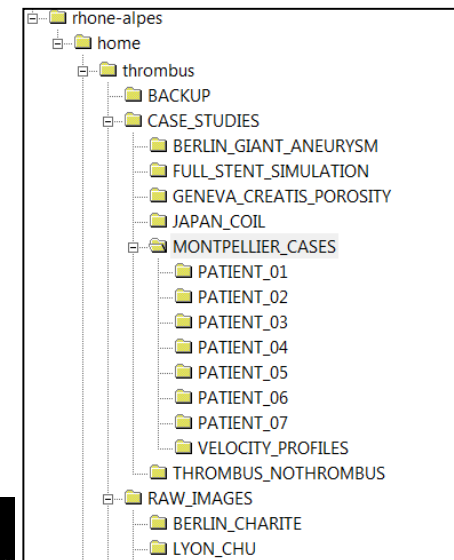 rhone-alpes
home
thrombus
BACKUP
CASE_STUDIES
BERLIN_GIANT_ANEURYSM
FULL_STENT_SIMULATION
GENEVA_CREATIS_POROSITY
JAPAN_COIL
MONTPELLIER_CASES
PATIENT_01
PATIENT_02
PATIENT_03
PATIENT_04
PATIENT_05
PATIENT_06
PATIENT_07
VELOCITY_PROFILES
THROMBUS_NOTHROMBUS
RAW_IMAGES
BERLIN_CHARITE
LYON_CHU